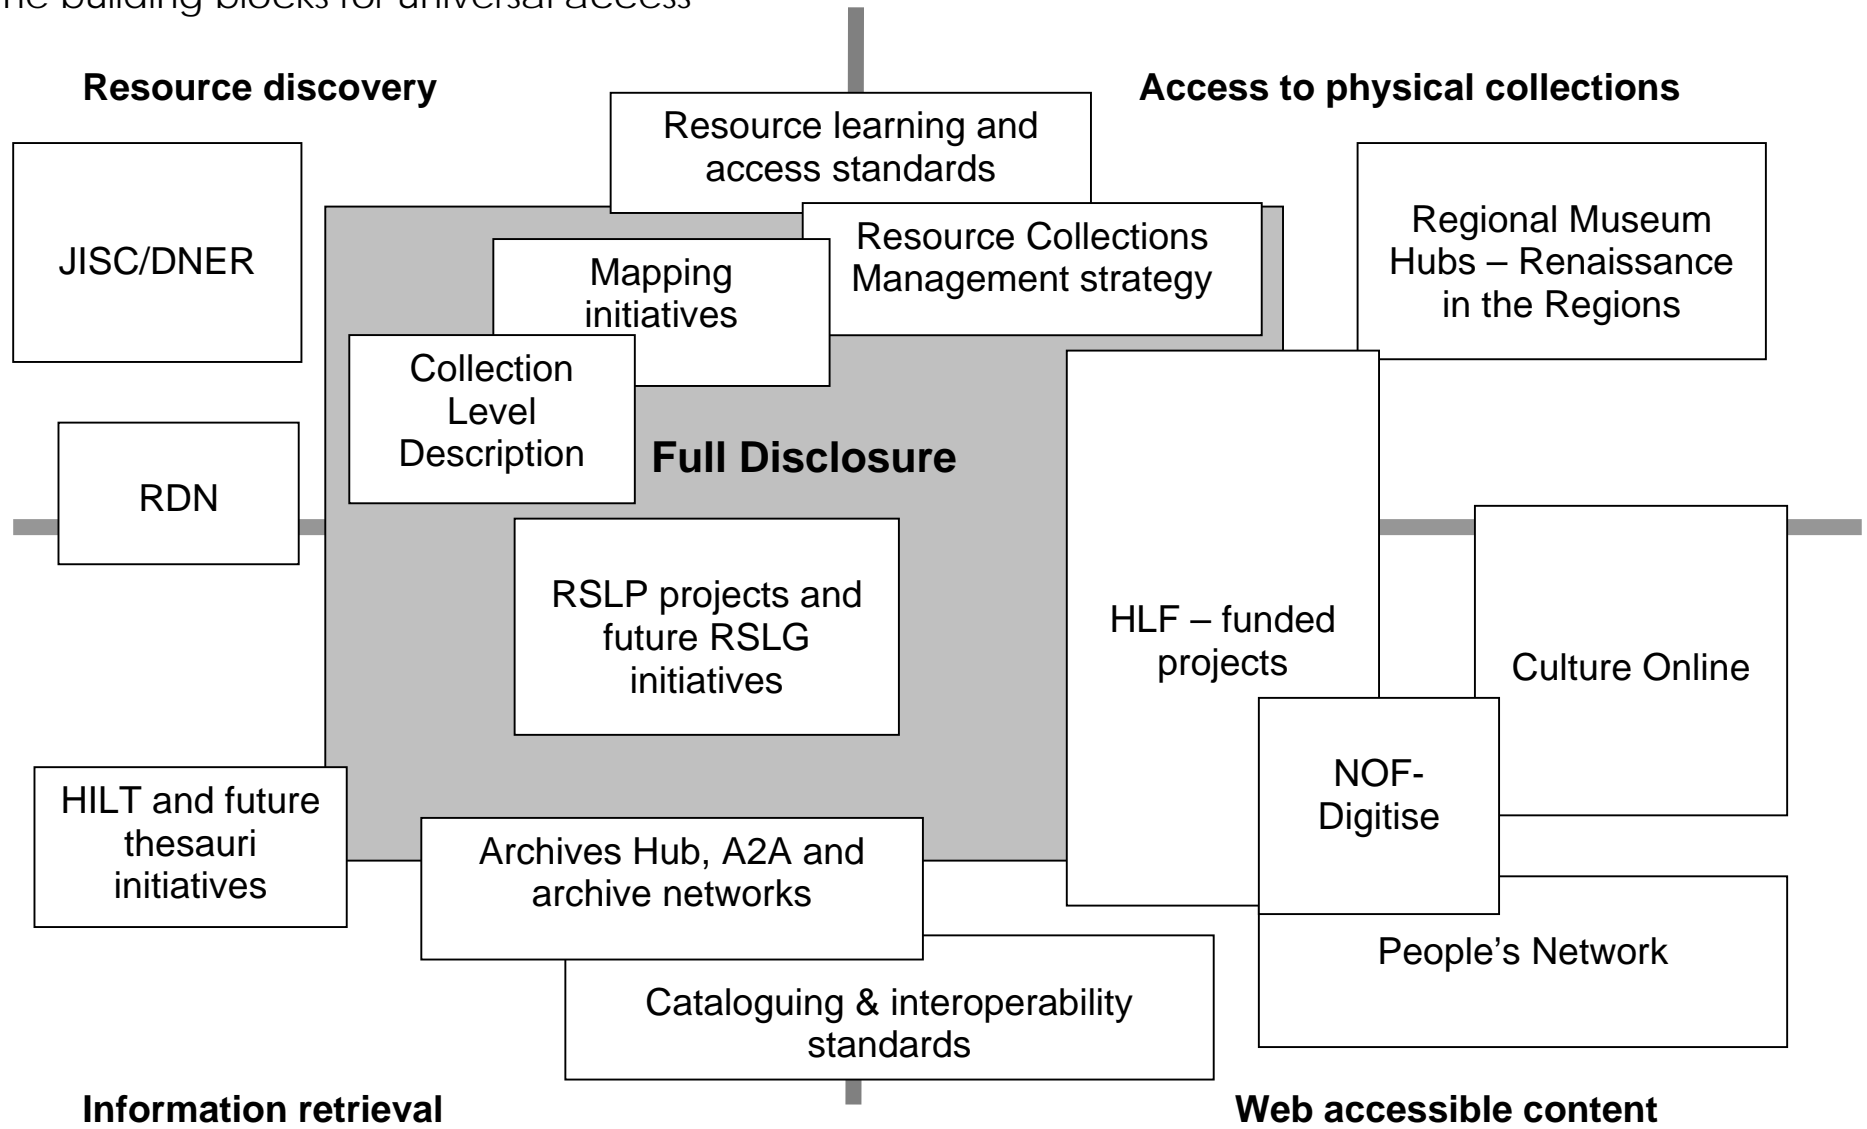 building blocks for universal access
Resource discovery
Access to physical collections
Resource learning and
access standards
JISC/DNER
Mapping
initiatives
Resource Collections
Management strategy
Regional Museum
Hubs – Renaissance
in the Regions
Collection
Level
Description
Full Disclosure
RDN
RSLP projects and
future RSLG
initiatives
HLF – funded
projects
Culture Online
NOF-
Digitise
HILT and future
thesauri
initiatives
Archives Hub, A2A and
archive networks
People's Network
Cataloguing & interoperability
standards
Information retrieval
Web accessible content